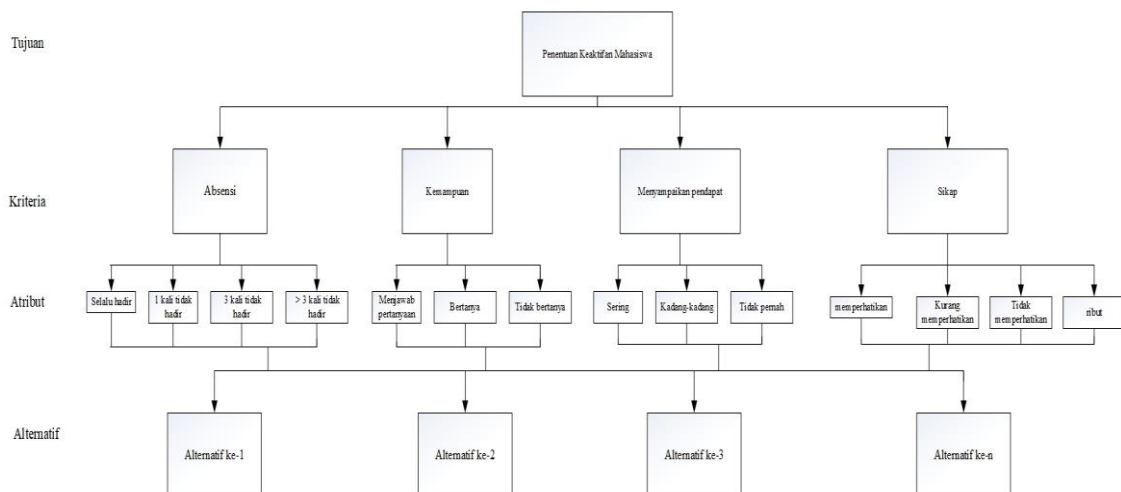 Tujuan
Penentuan Keaktifan Mahasiswa
Kriteria
Absensi
Kemampuan
Menyampaikan pendapat
Sikap
Atribut
Selalu hadir
1 kali tidak
hadir
3 kali tidak
hadir
> 3 kali tidak
hadir
Menjawab
pertanyaan
Bertanya
Tidak bertanya
Sering
Kadang-kadang
Tidak pernah
memperhatikan
Kurang
memperhatikan
Tidak
memperhatikan
ribut
Alternatif
Alternatif ke-1
Alternatif ke-2
Alternatif ke-3
Alternatif ke-n